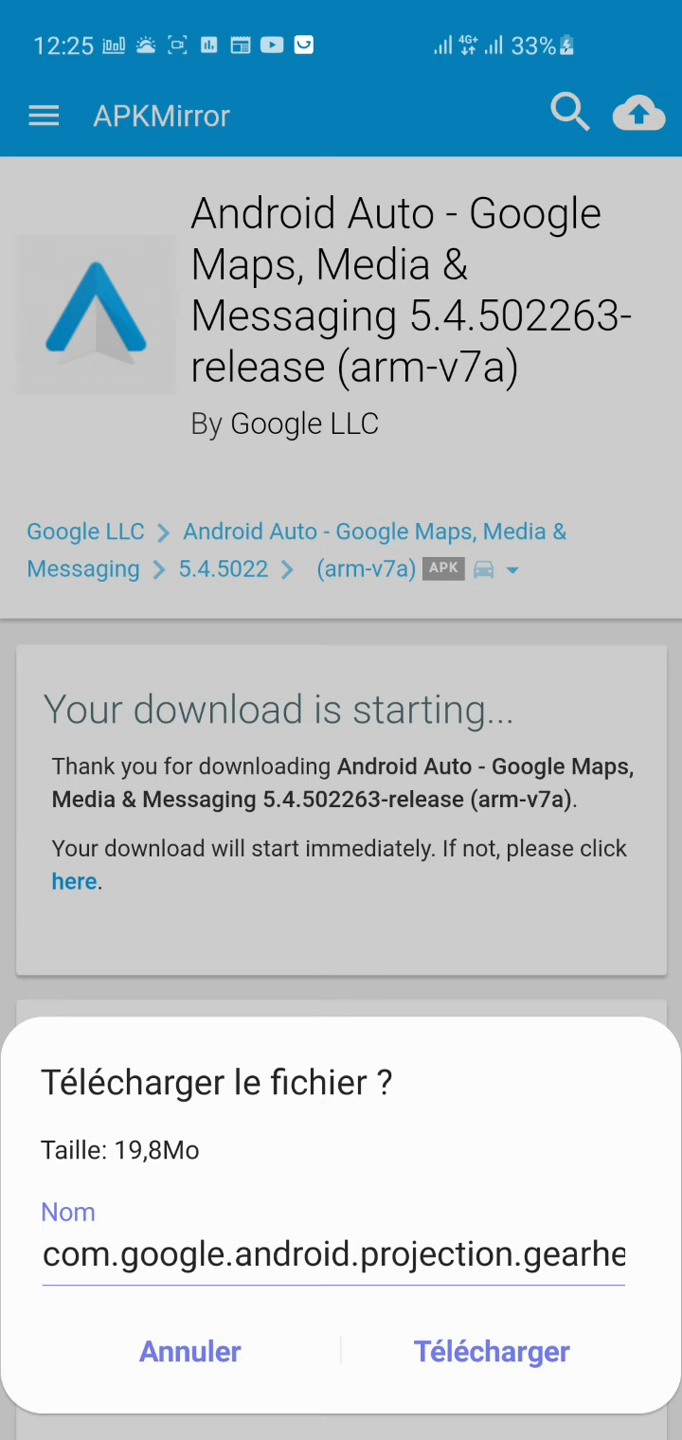 12:25 4G+ 33%
APKMirror
Android Auto - Google
Maps, Media &
Messaging 5.4.502263-
release (arm-v7a)
By Google LLC
Google LLC Android Auto - Google Maps, Media &
Messaging 5.4.5022 (arm-v7a) APK
Your download is starting...
Thank you for downloading Android Auto - Google Maps,
Media & Messaging 5.4.502263-release (arm-v7a).
Your download will start immediately. If not, please click
here.
Télécharger le fichier ?
Taille: 19,8Mo
Nom
com.google.android.projection.gearhe
Annuler Télécharger